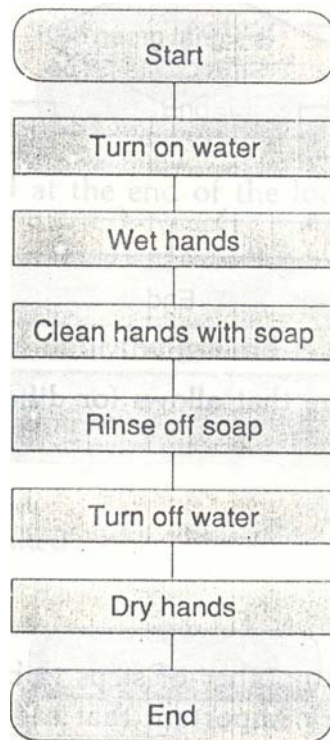 Start
Turn on water
Wet hands
Clean hands with soap
Rinse off soap
Turn off water
Dry hands
End